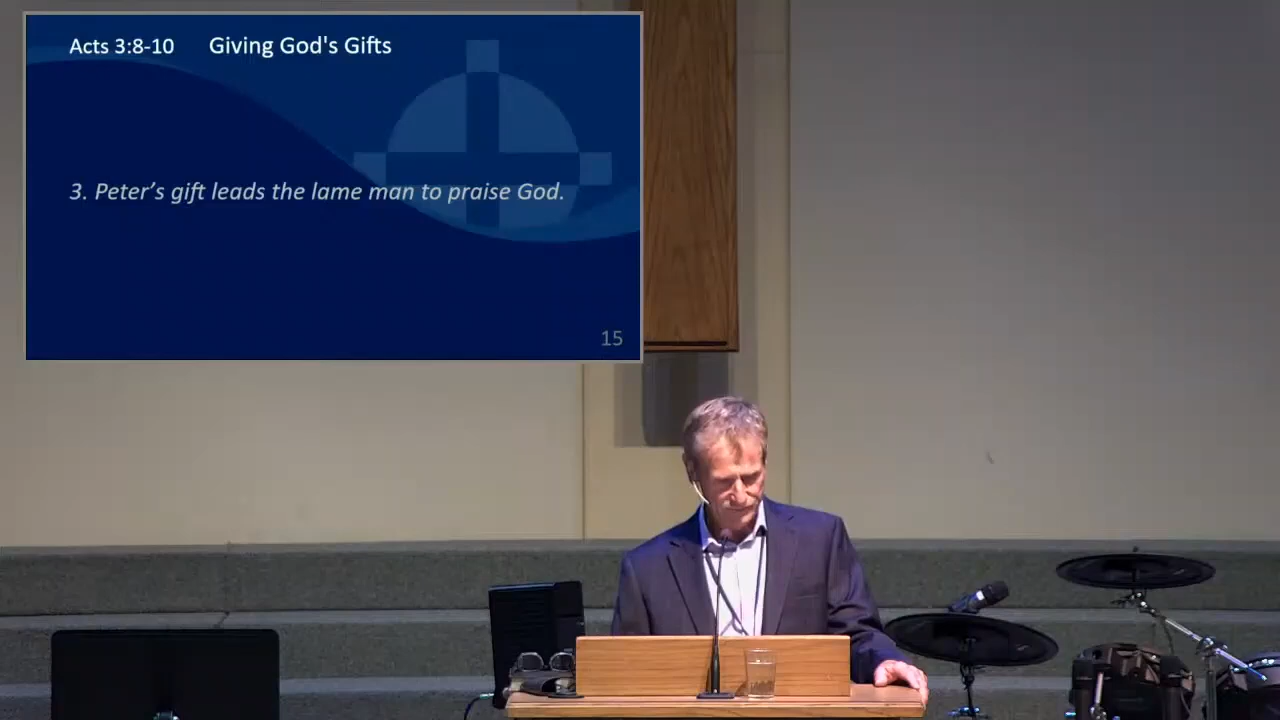 Acts 3:8-10 Giving God's Gifts
3. Peter’s gift leads the lame man to praise God.
15